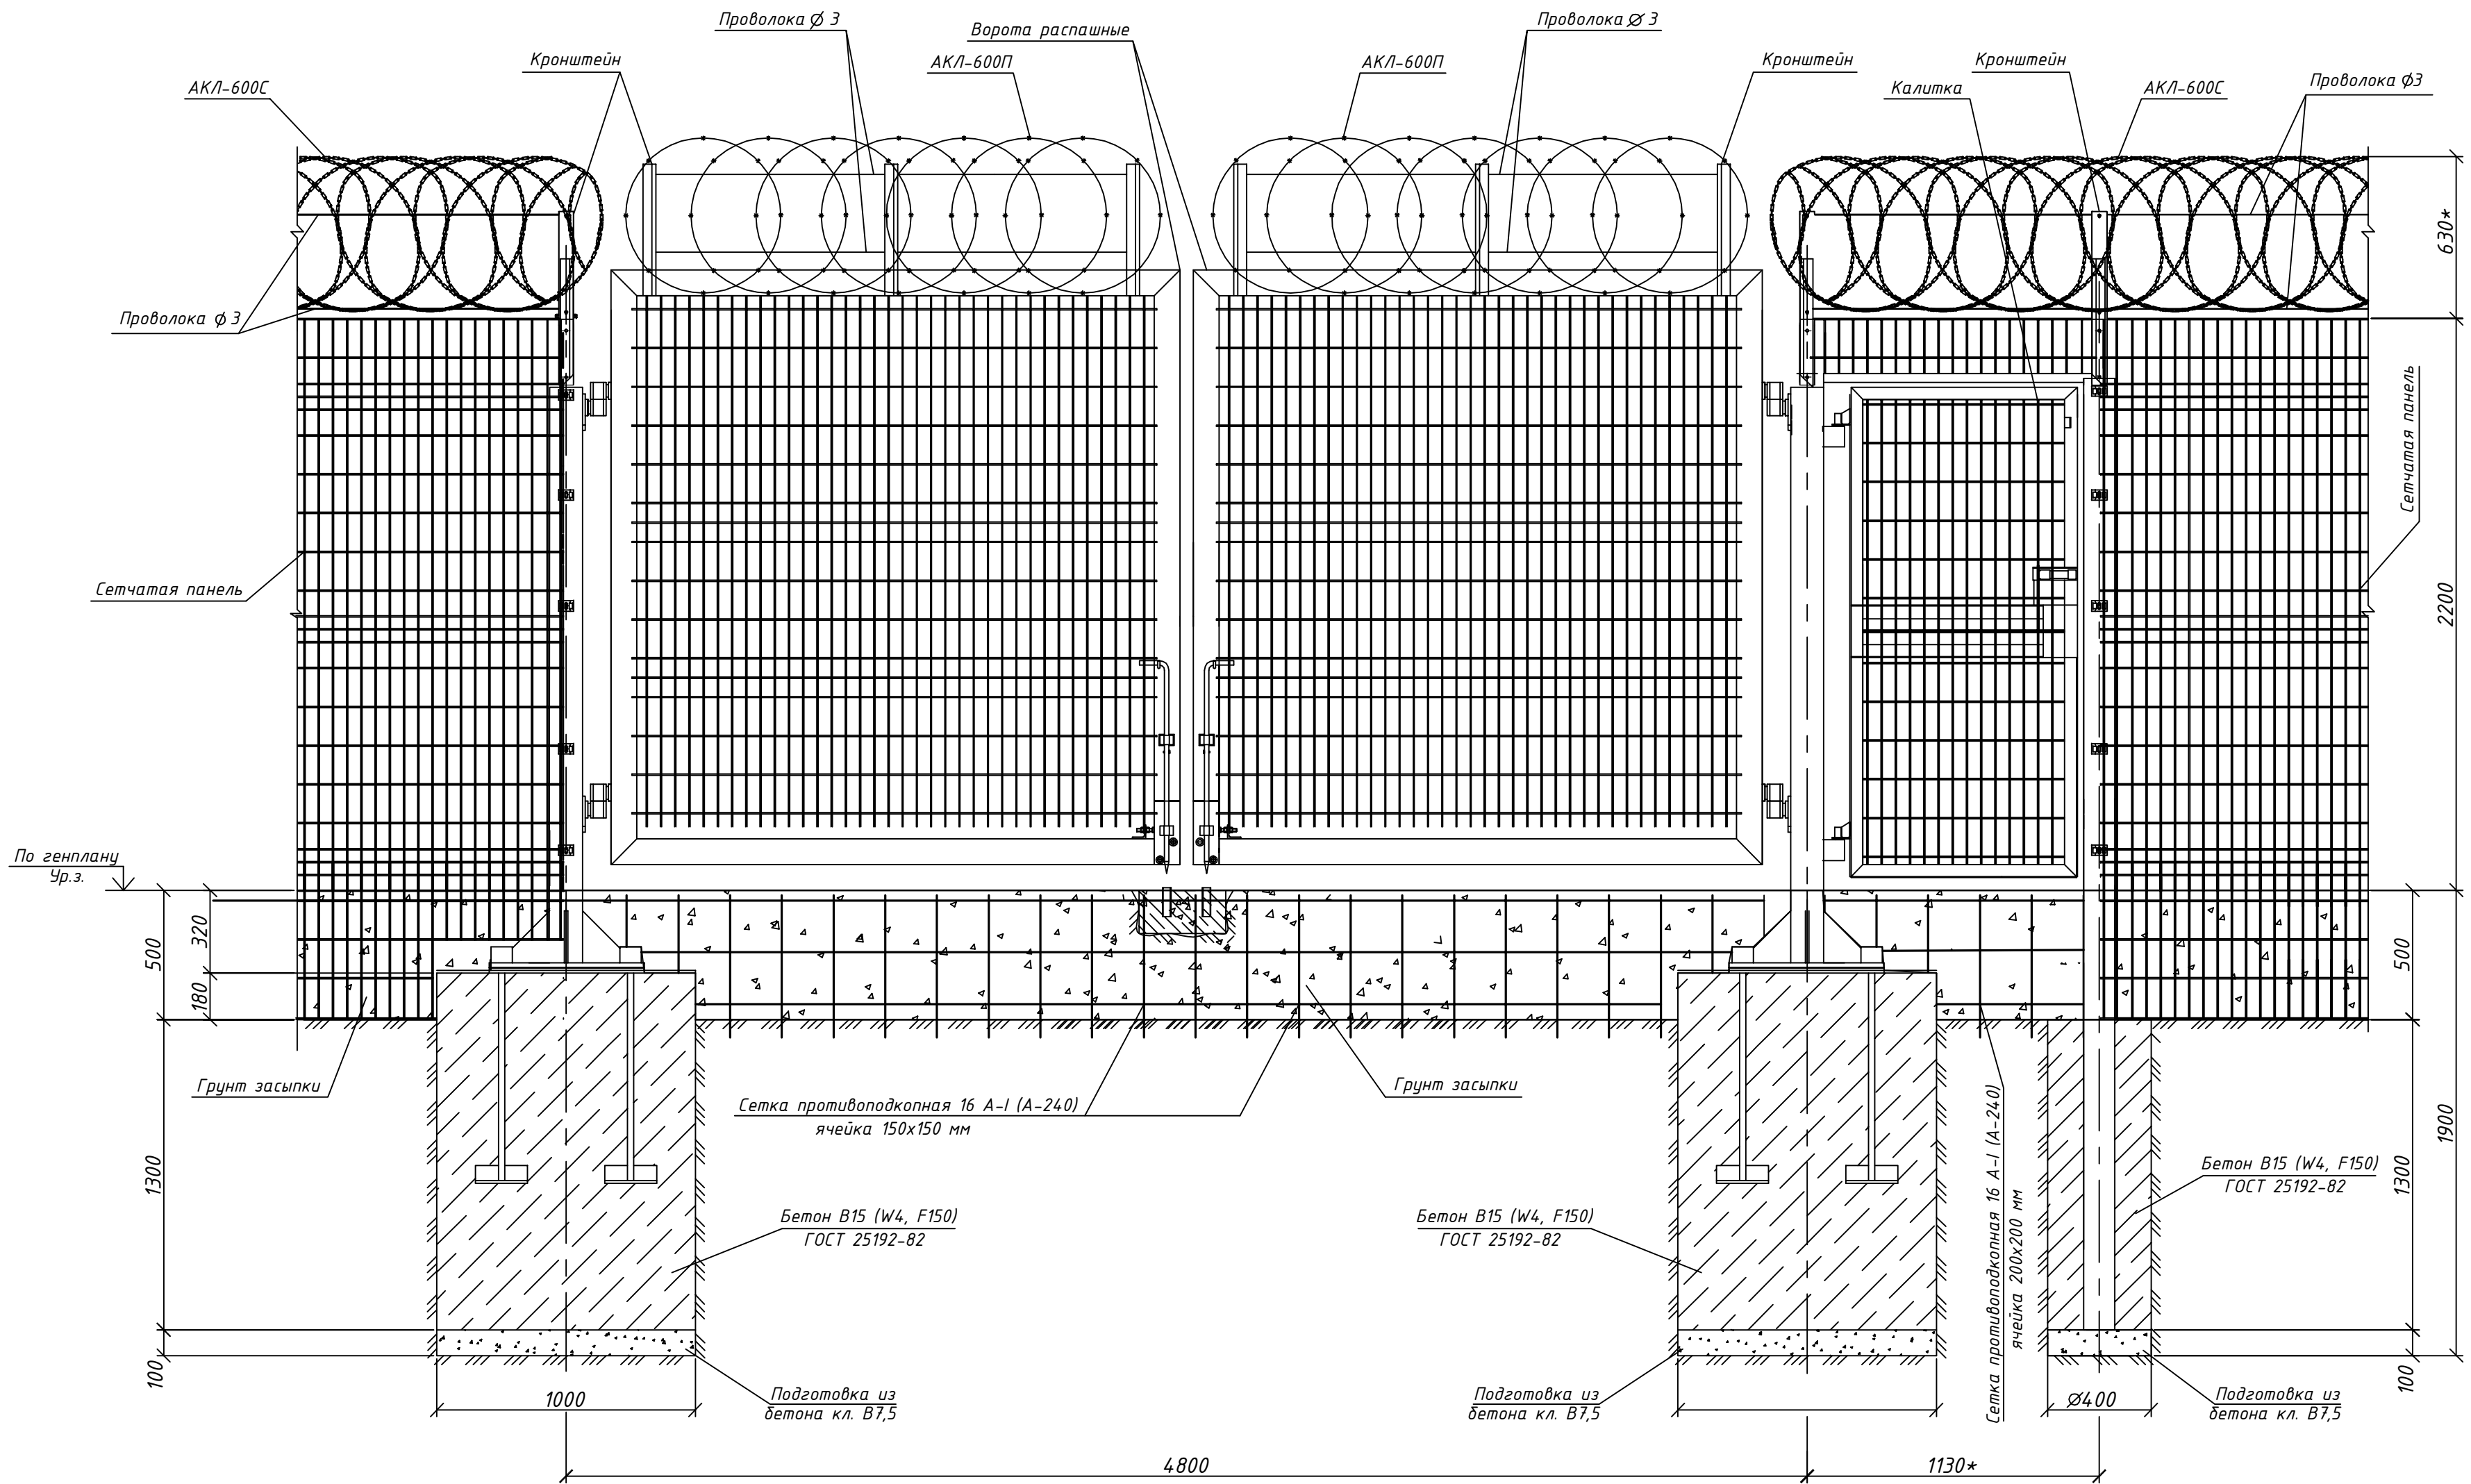 Проволока ∅ 3
Ворота распашные
Проволока ∅ 3
Кронштейн
АКЛ-600П
АКЛ-600П
Кронштейн
Кронштейн
АКЛ-600С
Калитка
АКЛ-600С
Проволока ϕ3
630*
Проволока ϕ 3
Сетчатая панель
Сетчатая панель
2200
По генплану
Ур.з.
500
320
180
500
Грунт засыпки
Грунт засыпки
Сетка противоподкопная 16 А-I (А-240)
ячейка 150х150 мм
Сетка противоподкопная 16 А-I (А-240)
ячейка 200х200 мм
1300
1300
1900
Бетон В15 (W4, F150)
ГОСТ 25192-82
Бетон В15 (W4, F150)
ГОСТ 25192-82
Бетон В15 (W4, F150)
ГОСТ 25192-82
100
100
1000
Подготовка из
бетона кл. В7,5
Подготовка из
бетона кл. В7,5
∅400
Подготовка из
бетона кл. В7,5
4800
1130*